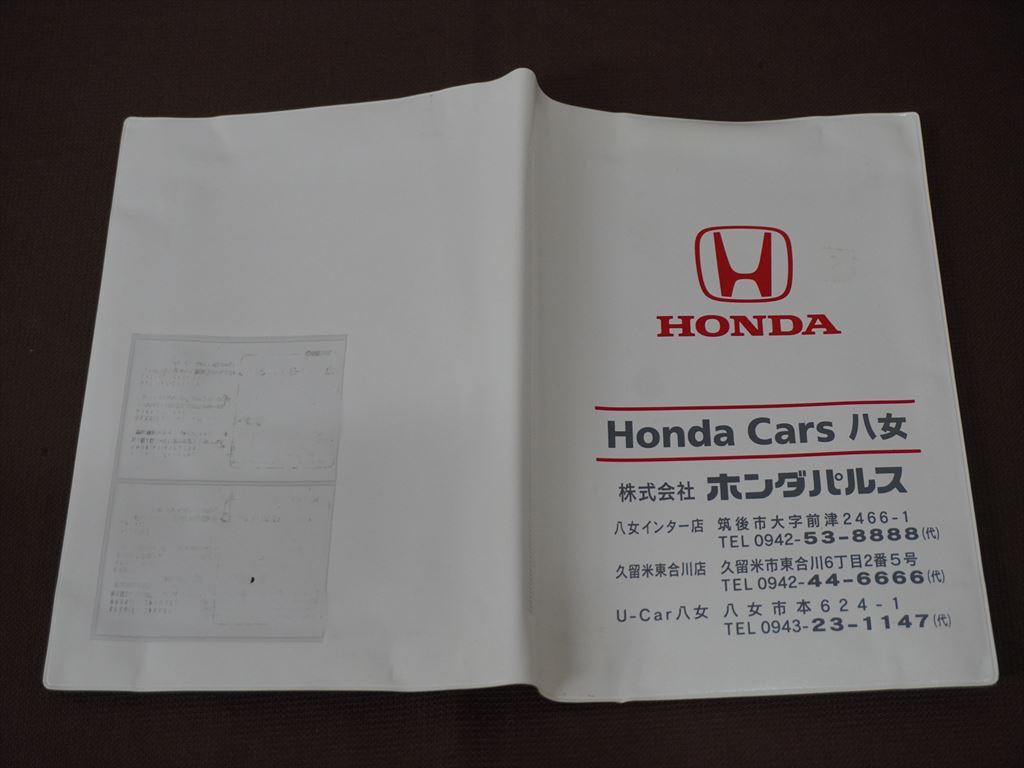 HONDA
Honda Cars 八女
株式会社 ホンダパルス
八女インター店 筑後市大字前津2466-1
TEL 0942-53-8888(代)
久留米東合川店 久留米市東合川6丁目2番5号
TEL 0942-44-6666(代)
U-Car八女 八女市本624-1
TEL 0943-23-1147(代)